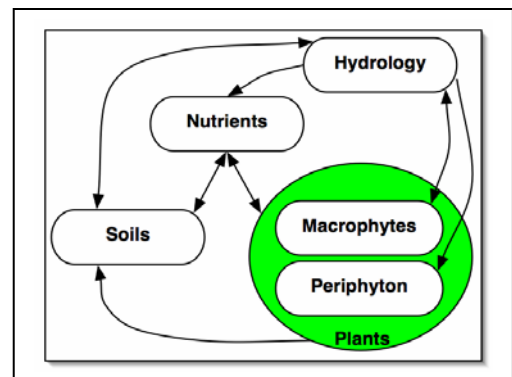 Hydrology
Nutrients
Soils
Macrophytes
Periphyton
Plants